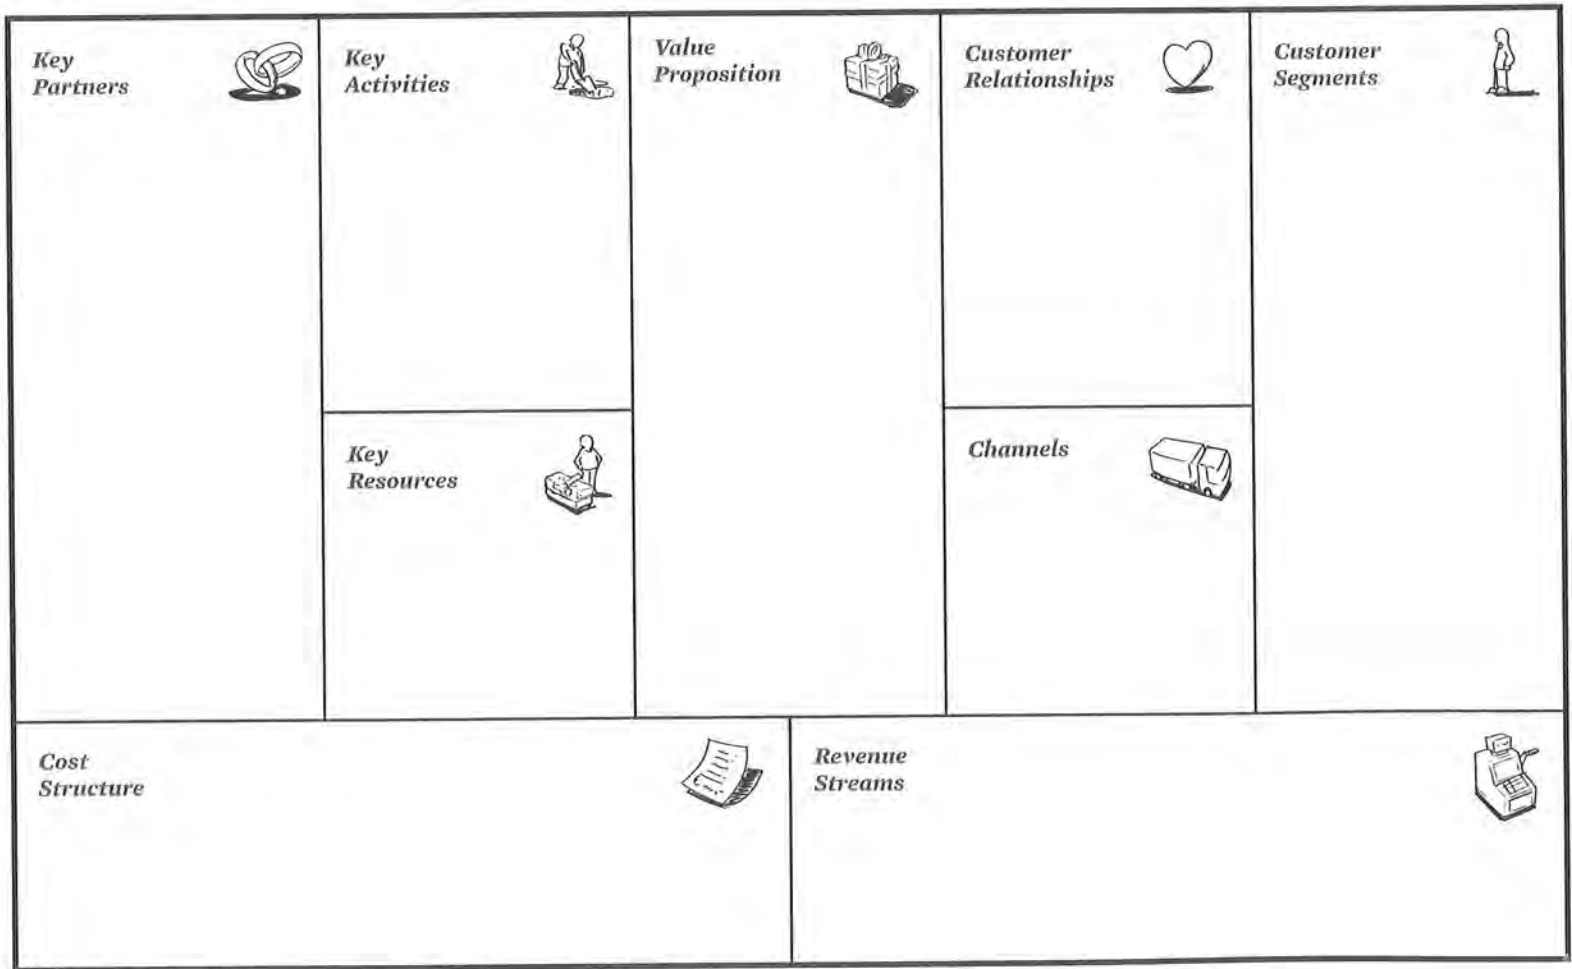 Key
Partners
Key
Activities
Value
Proposition
Customer
Relationships
Customer
Segments
Key
Resources
Channels
Cost
Structure
Revenue
Streams